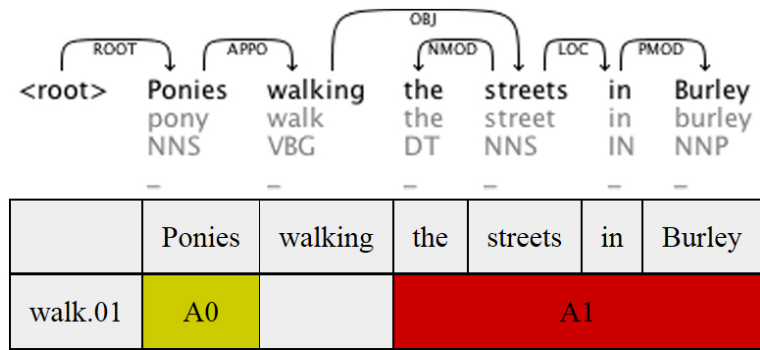 OBJ
ROOT APPO NMOD LOC PMOD
<root> Ponies walking the streets in Burley
pony walk the street in burley
NNS VBG DT NNS IN NNP
_ _ _ _ _ _
Ponies walking the streets in Burley
walk.01 A0 A1